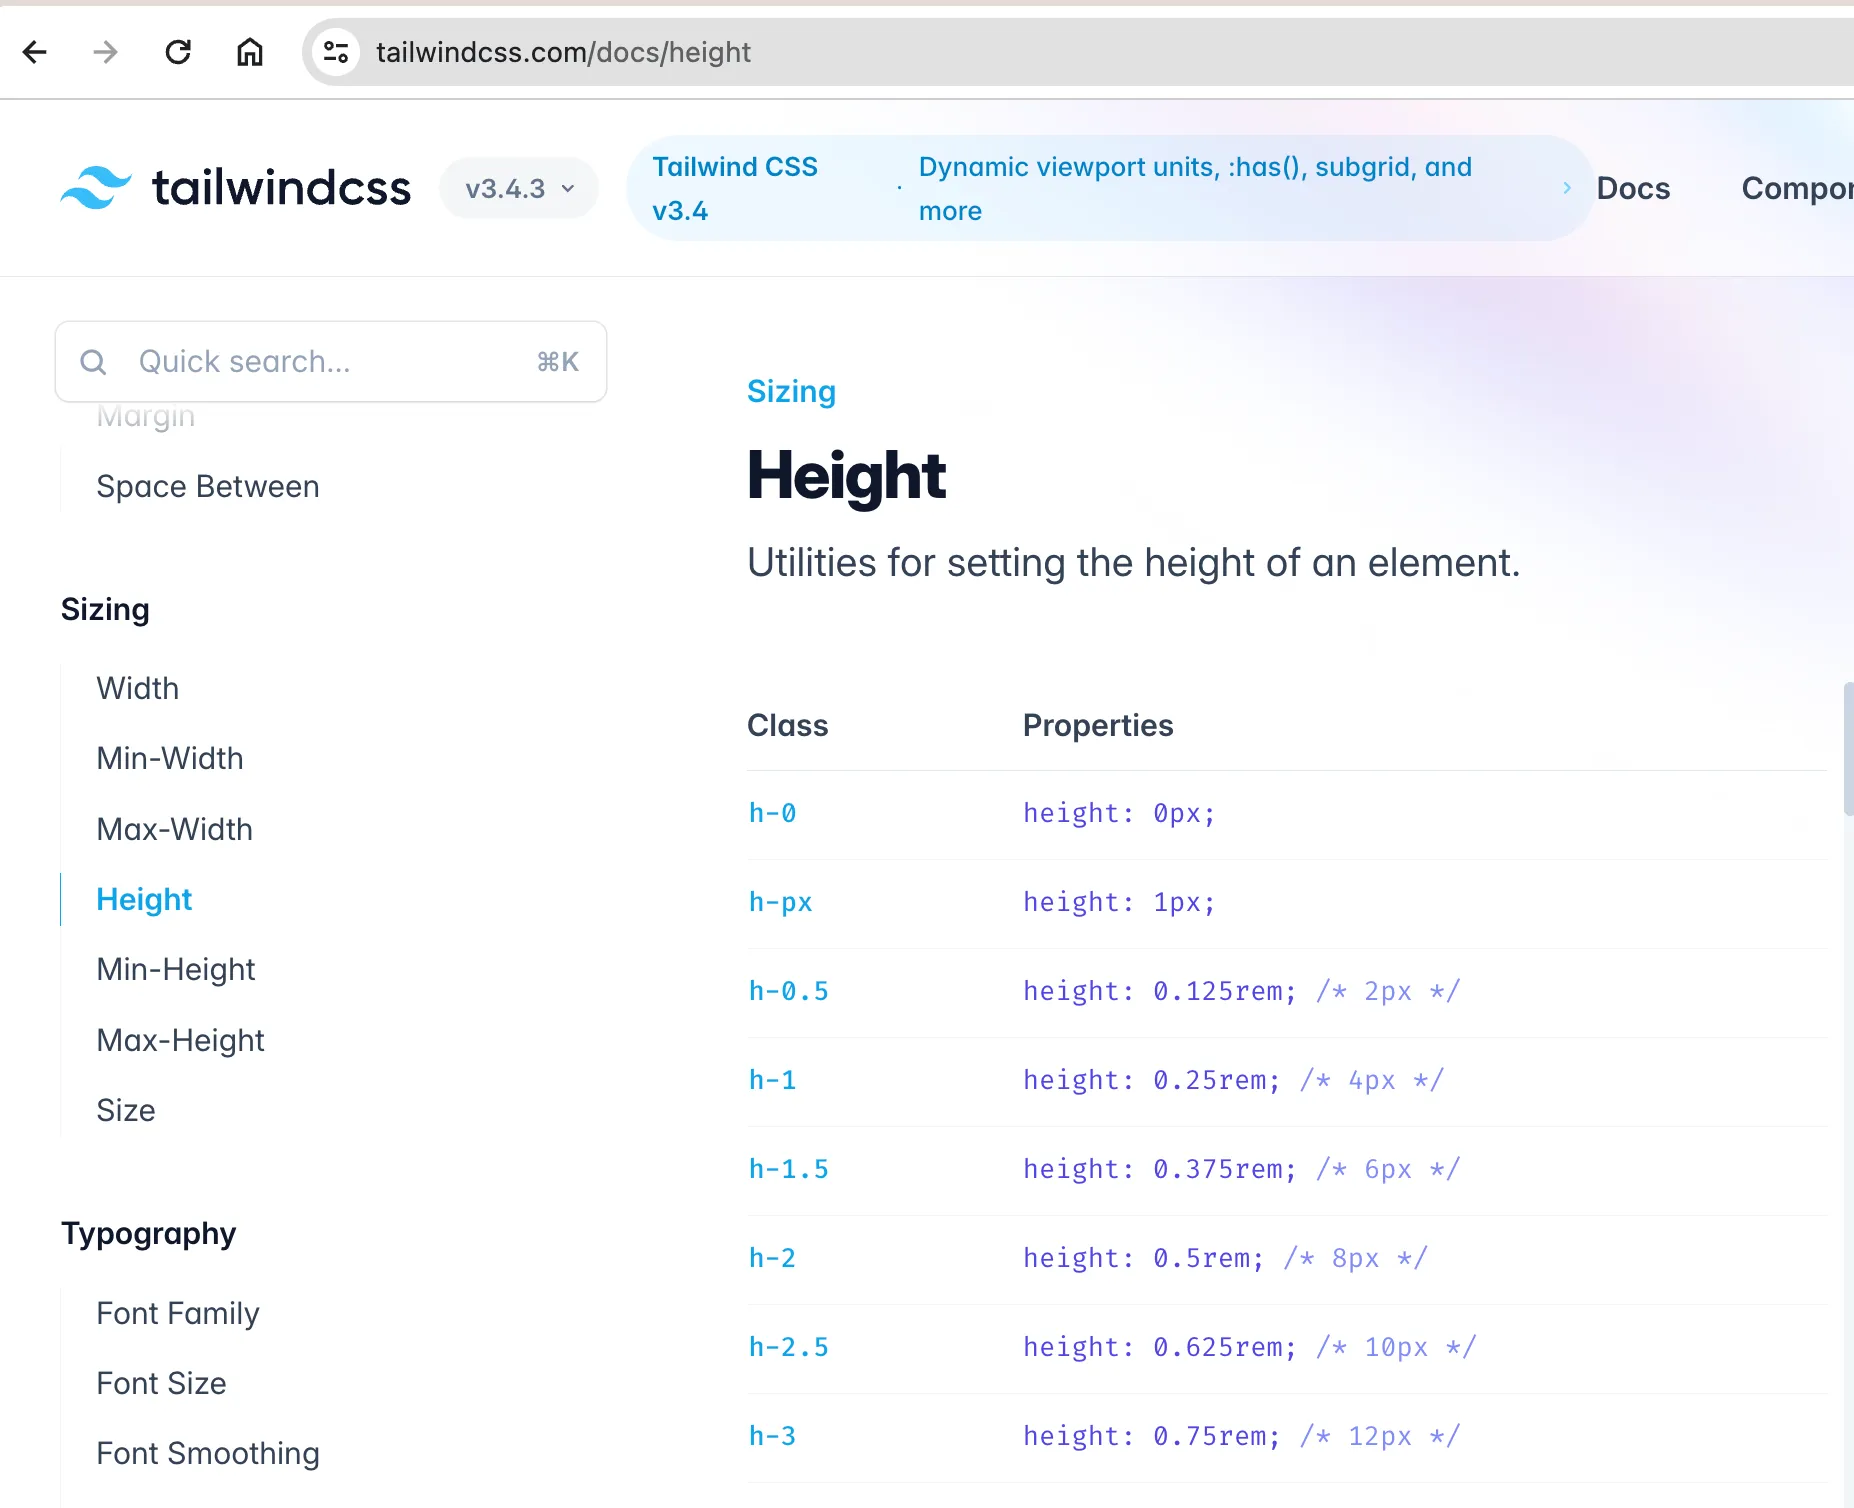 tailwindcss.com/docs/height
tailwindcss
v3.4.3
Tailwind CSS
v3.4
·
Dynamic viewport units, :has(), subgrid, and
more
Docs
Compor
Quick search...
⌘K
Margin
Space Between
Sizing
Width
Min-Width
Max-Width
Height
Min-Height
Max-Height
Size
Typography
Font Family
Font Size
Font Smoothing
Sizing
Height
Utilities for setting the height of an element.
Class Properties
h-0 height: 0px;
h-px height: 1px;
h-0.5 height: 0.125rem; /* 2px */
h-1 height: 0.25rem; /* 4px */
h-1.5 height: 0.375rem; /* 6px */
h-2 height: 0.5rem; /* 8px */
h-2.5 height: 0.625rem; /* 10px */
h-3 height: 0.75rem; /* 12px */